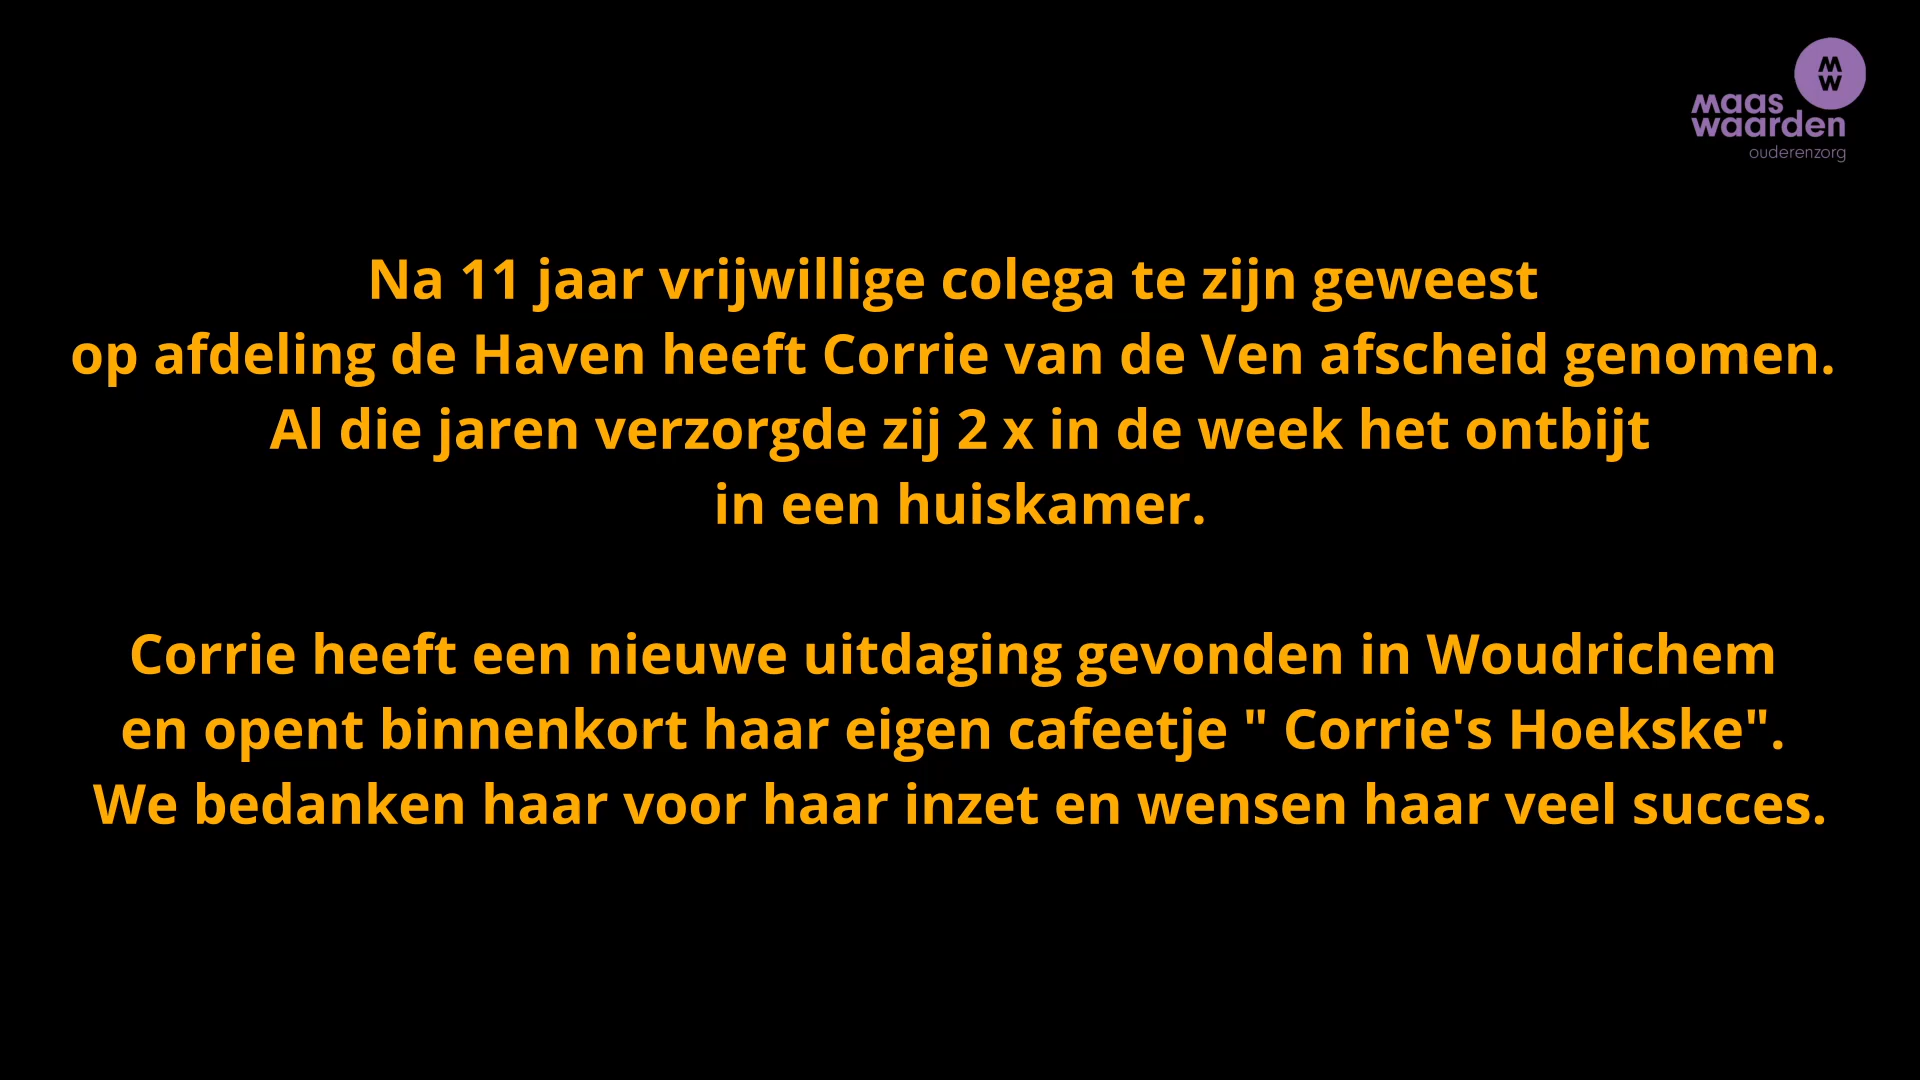 MW
maas
waarden
ouderenzorg
Na 11 jaar vrijwillige colega te zijn geweest
op afdeling de Haven heeft Corrie van de Ven afscheid genomen.
Al die jaren verzorgde zij 2 x in de week het ontbijt
in een huiskamer.
Corrie heeft een nieuwe uitdaging gevonden in Woudrichem
en opent binnenkort haar eigen cafeetje " Corrie's Hoekske".
We bedanken haar voor haar inzet en wensen haar veel succes.